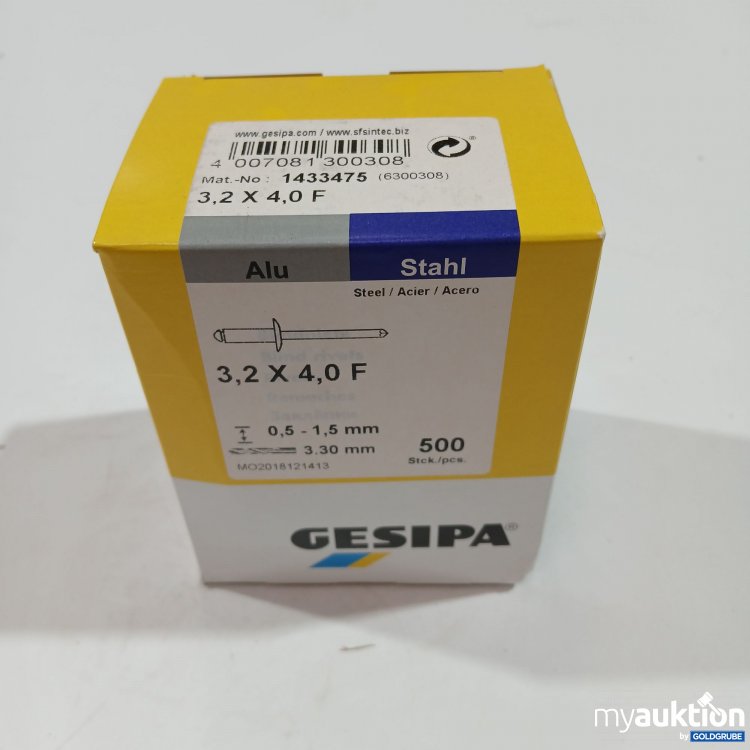 www.gesipa.com / www.sfsintec.biz
4 007081 300308
Mat.-No : 1433475 (6300308)
3,2 X 4,0 F
Alu Stahl
Steel / Acier / Acero
3,2 X 4,0 F
0,5 - 1,5 mm
3.30 mm
500
Stck./pcs.
MO2018121413
GESIPA®
myauktion
by GOLDGRUBE